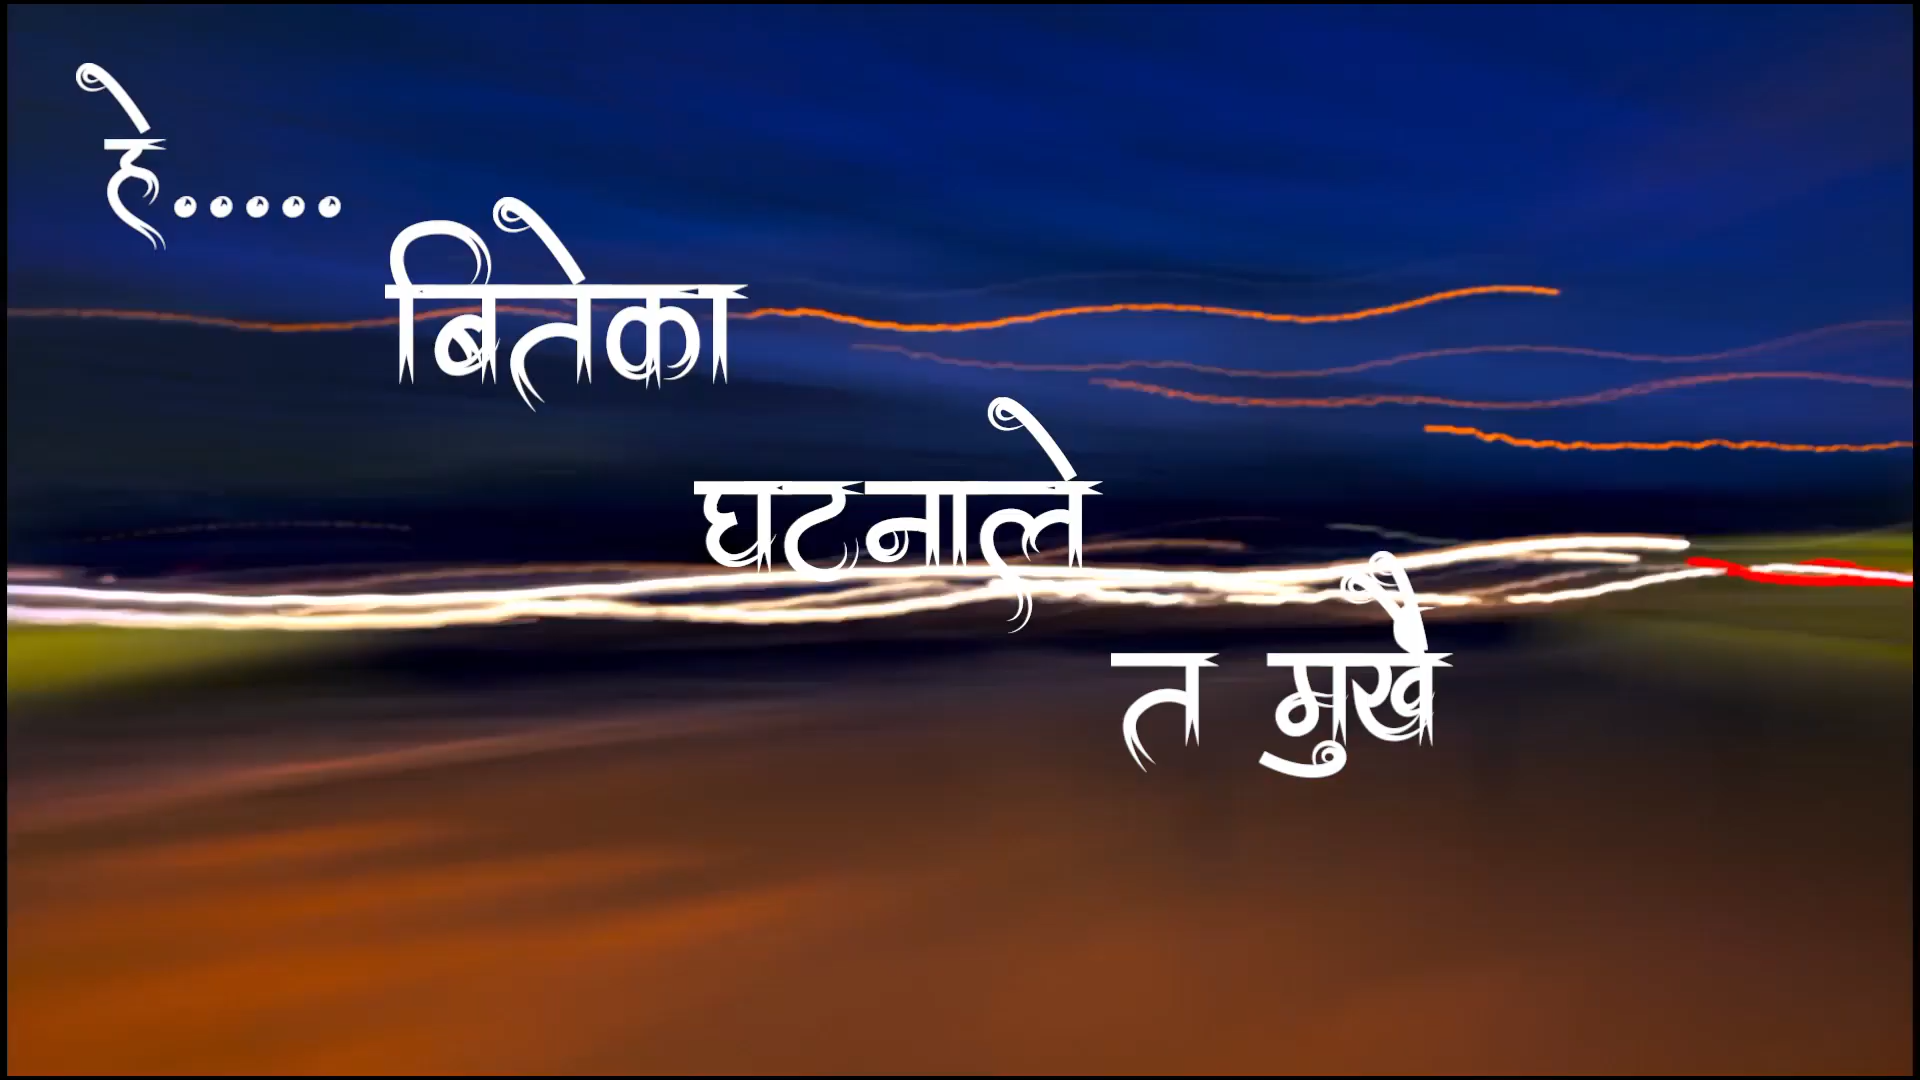 हे.....
बितेका
घटनाले
त मुखै